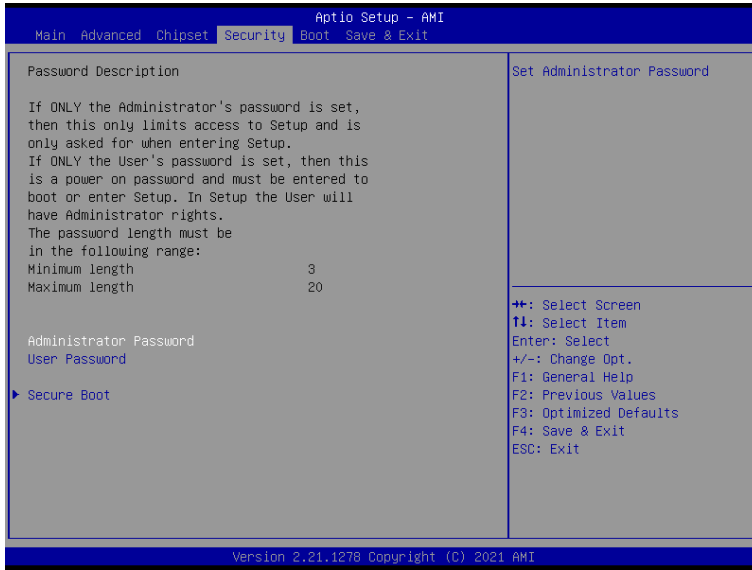 Aptio Setup – AMI
Main Advanced Chipset Security Boot Save & Exit
Password Description
If ONLY the Administrator's password is set,
then this only limits access to Setup and is
only asked for when entering Setup.
If ONLY the User's password is set, then this
is a power on password and must be entered to
boot or enter Setup. In Setup the User will
have Administrator rights.
The password length must be
in the following range:
Minimum length 3
Maximum length 20
Administrator Password
User Password
Secure Boot
Set Administrator Password
→←: Select Screen
↑↓: Select Item
Enter: Select
+/-: Change Opt.
F1: General Help
F2: Previous Values
F3: Optimized Defaults
F4: Save & Exit
ESC: Exit
Version 2.21.1278 Copyright (C) 2021 AMI